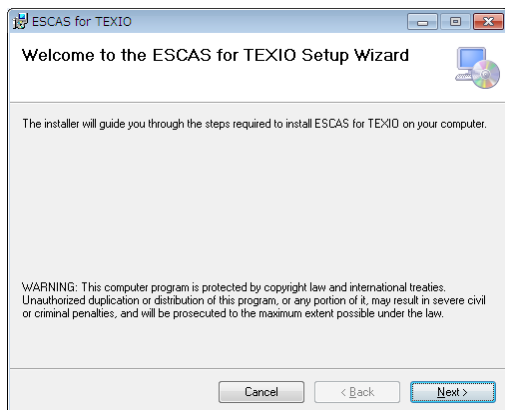 ESCAS for TEXIO
Welcome to the ESCAS for TEXIO Setup Wizard
The installer will guide you through the steps required to install ESCAS for TEXIO on your computer.
WARNING: This computer program is protected by copyright law and international treaties.
Unauthorized duplication or distribution of this program, or any portion of it, may result in severe civil
or criminal penalties, and will be prosecuted to the maximum extent possible under the law.
Cancel
< Back
Next >